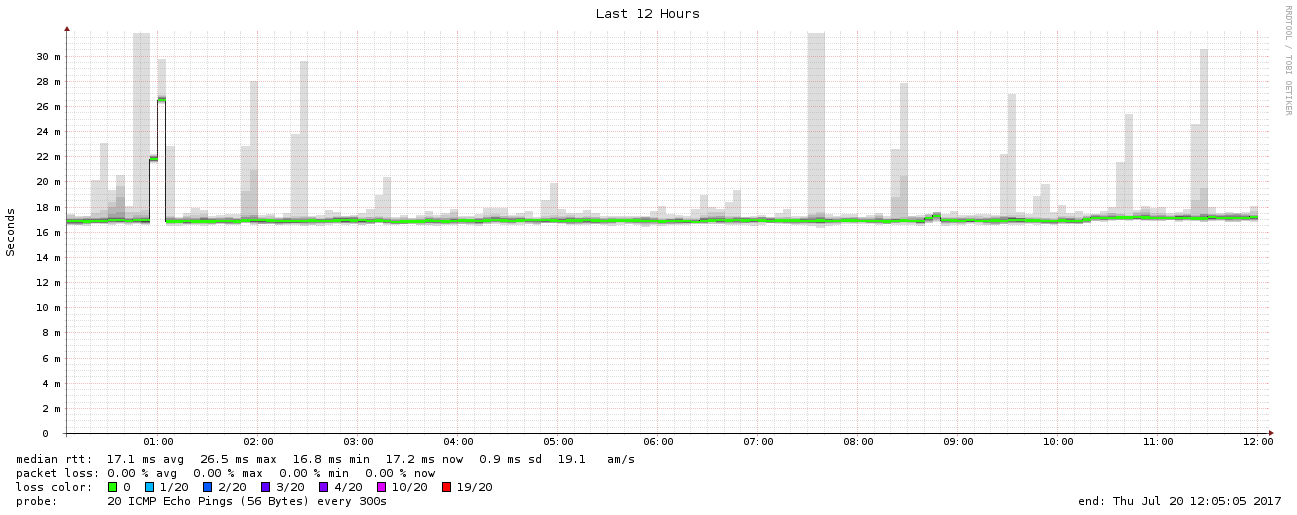 Last 12 Hours
RRDTOOL / TOBI OETIKER
Seconds
30 m
28 m
26 m
24 m
22 m
20 m
18 m
16 m
14 m
12 m
10 m
8 m
6 m
4 m
2 m
0
01:00 02:00 03:00 04:00 05:00 06:00 07:00 08:00 09:00 10:00 11:00 12:00
median rtt: 17.1 ms avg 26.5 ms max 16.8 ms min 17.2 ms now 0.9 ms sd 19.1 am/s
packet loss: 0.00 % avg 0.00 % max 0.00 % min 0.00 % now
loss color: 0 1/20 2/20 3/20 4/20 10/20 19/20
probe: 20 ICMP Echo Pings (56 Bytes) every 300s end: Thu Jul 20 12:05:05 2017